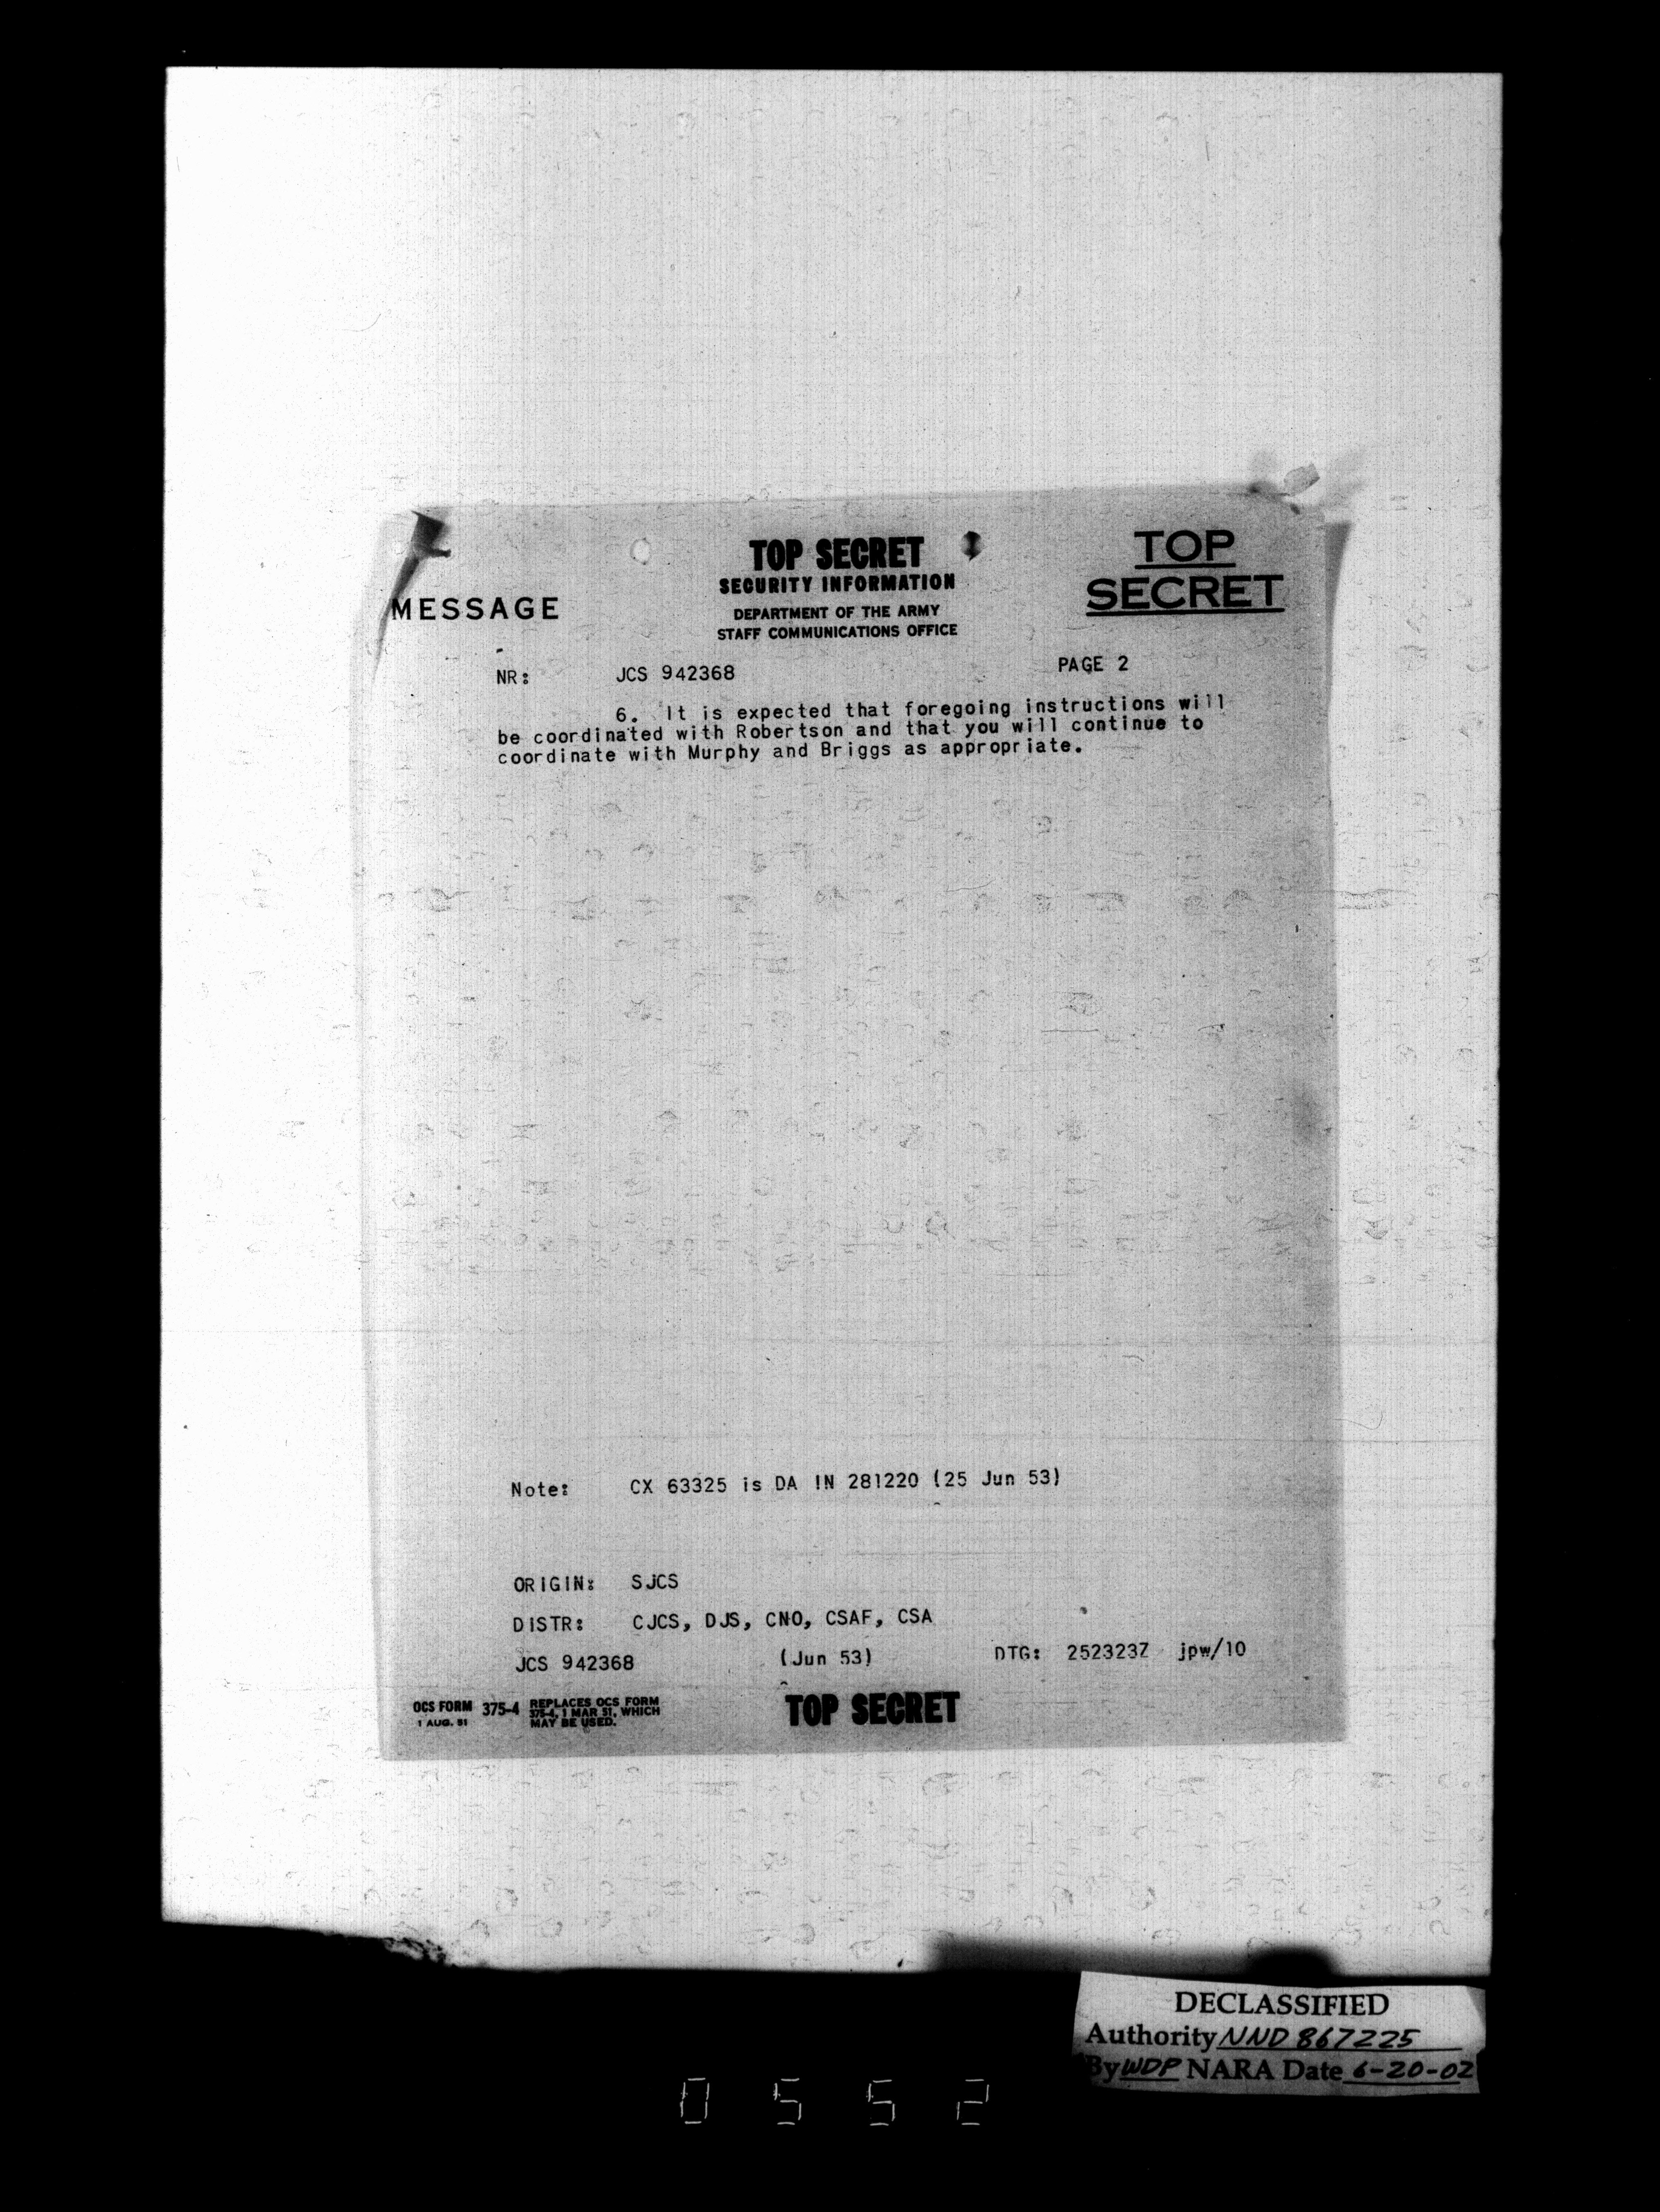 TOP SECRET
SECURITY INFORMATION
DEPARTMENT OF THE ARMY
STAFF COMMUNICATIONS OFFICE
MESSAGE
TOP
SECRET
NR: JCS 942368 PAGE 2
6. It is expected that foregoing instructions will
be coordinated with Robertson and that you will continue to
coordinate with Murphy and Briggs as appropriate.
Note: CX 63325 is DA IN 281220 (25 Jun 53)
ORIGIN: SJCS
DISTR: CJCS, DJS, CNO, CSAF, CSA
JCS 942368 (Jun 53) DTG: 252323Z jpw/10
OCS FORM 375-4 REPLACES OCS FORM
1 AUG. 51 375-4, 1 MAR 51, WHICH
MAY BE USED.
TOP SECRET
DECLASSIFIED
Authority NND 867225
By WDP NARA Date 6-20-02
0552